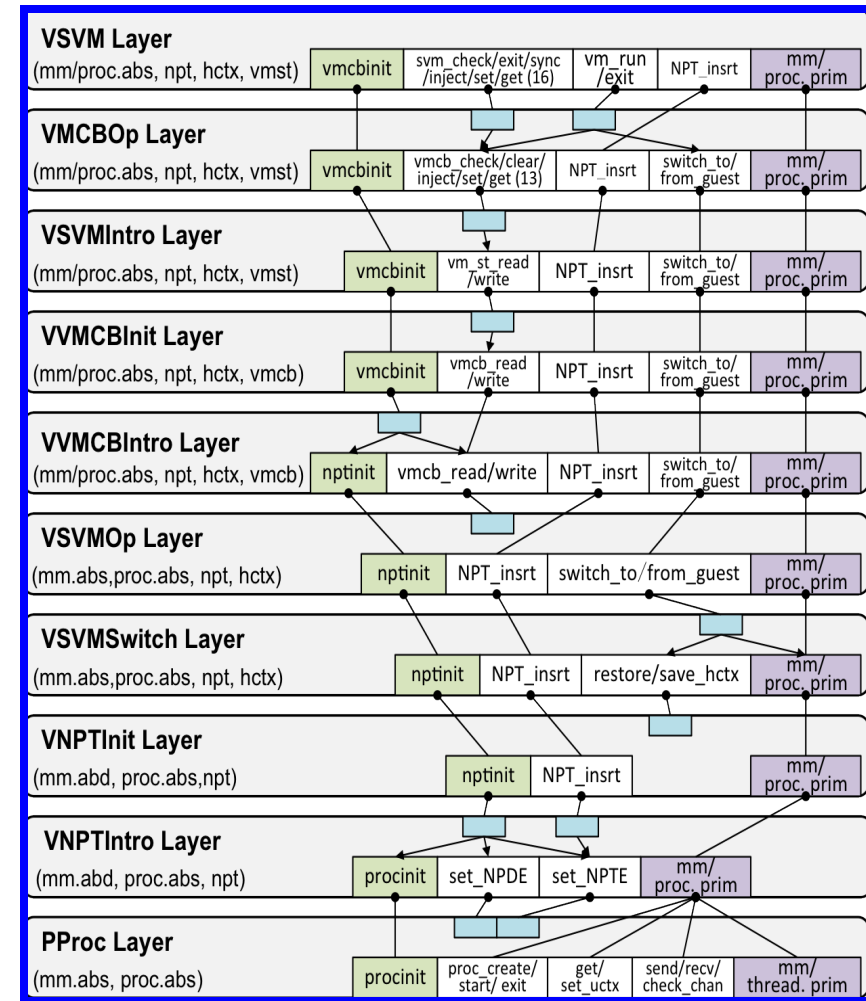 VSVM Layer
(mm/proc.abs, npt, hctx, vmst)
vmcbinit
svm_check/exit/sync
/inject/set/get (16)
vm_run
/exit
NPT_insrt
mm/
proc. prim
VMCBOp Layer
(mm/proc.abs, npt, hctx, vmst)
vmcbinit
vmcb_check/clear/
inject/set/get (13)
NPT_insrt
switch_to/
from_guest
mm/
proc. prim
VSVMIntro Layer
(mm/proc.abs, npt, hctx, vmst)
vmcbinit
vm_st_read
/write
NPT_insrt
switch_to/
from_guest
mm/
proc. prim
VVMCBInit Layer
(mm/proc.abs, npt, hctx, vmcb)
vmcbinit
vmcb_read
/write
NPT_insrt
switch_to/
from_guest
mm/
proc. prim
VVMCBIntro Layer
(mm/proc.abs, npt, hctx, vmcb)
nptinit
vmcb_read/write
NPT_insrt
switch_to/
from_guest
mm/
proc. prim
VSVMOp Layer
(mm.abs,proc.abs, npt, hctx)
nptinit
NPT_insrt
switch_to/from_guest
mm/
proc. prim
VSVMSwitch Layer
(mm.abs,proc.abs, npt, hctx)
nptinit
NPT_insrt
restore/save_hctx
mm/
proc. prim
VNPTInit Layer
(mm.abd, proc.abs,npt)
nptinit
NPT_insrt
mm/
proc. prim
VNPTIntro Layer
(mm.abd, proc.abs, npt)
procinit
set_NPDE
set_NPTE
mm/
proc. prim
PProc Layer
(mm.abs, proc.abs)
procinit
proc_create/
start/ exit
get/
set_uctx
send/recv/
check_chan
mm/
thread. prim